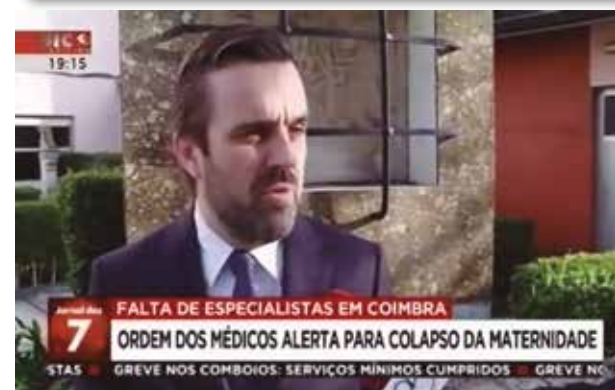 19:15
FALTA DE ESPECIALISTAS EM COIMBRA
Jornal das
7
ORDEM DOS MÉDICOS ALERTA PARA COLAPSO DA MATERNIDADE
STAS GREVE NOS COMBOIOS: SERVIÇOS MÍNIMOS CUMPRIDOS GREVE NO